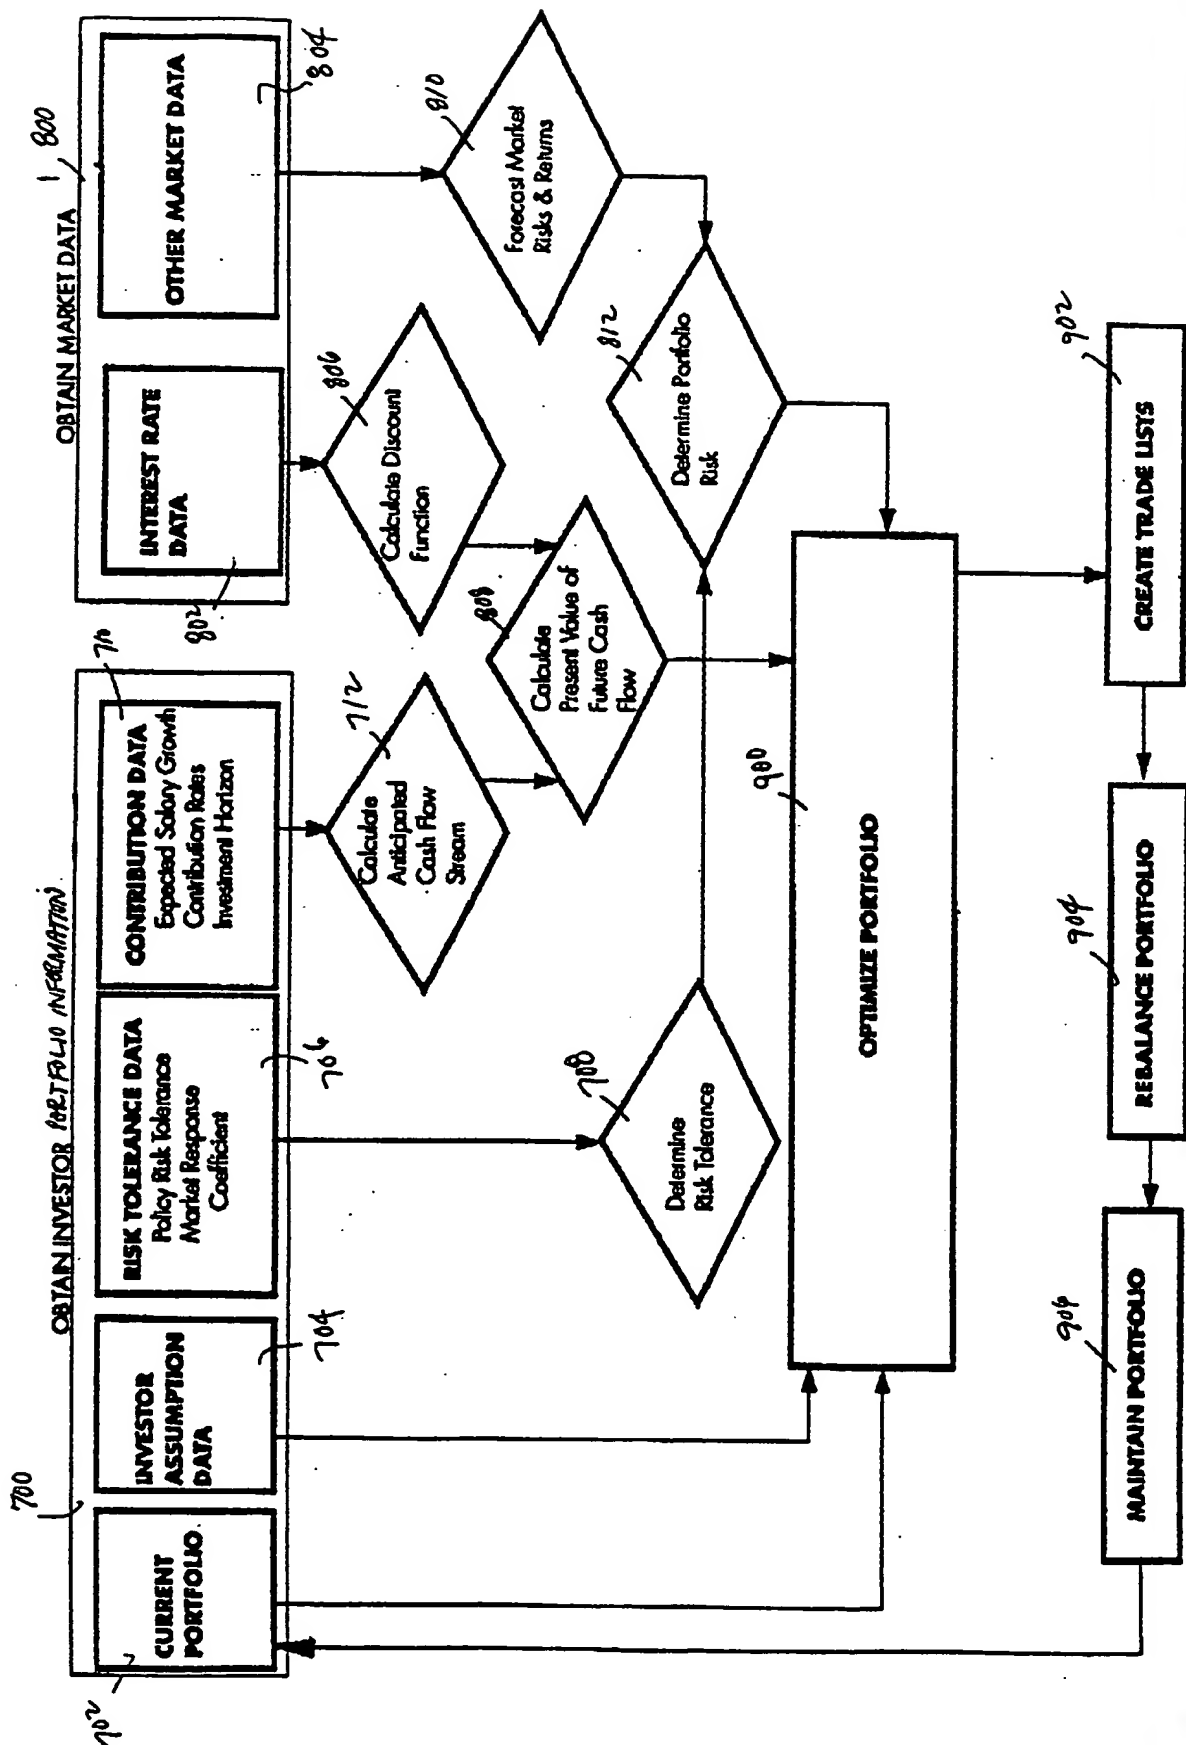 OBTAIN INVESTOR PORTFOLIO INFORMATION
700
CURRENT
PORTFOLIO
702
INVESTOR
ASSUMPTION
DATA
704
RISK TOLERANCE DATA
Policy Risk Tolerance
Market Response
Coefficient
706
CONTRIBUTION DATA
Expected Salary Growth
Contribution Rates
Investment Horizon
OBTAIN MARKET DATA
800
INTEREST RATE
DATA
802
OTHER MARKET DATA
804
Calculate
Anticipated
Cash Flow
Stream
712
Calculate Discount
Function
806
Forecast Market
Risks & Returns
810
Calculate
Present Value of
Future Cash
Flow
808
Determine
Risk Tolerance
708
Determine Portfolio
Risk
812
OPTIMIZE PORTFOLIO
900
MAINTAIN PORTFOLIO
906
REBALANCE PORTFOLIO
904
CREATE TRADE LISTS
902